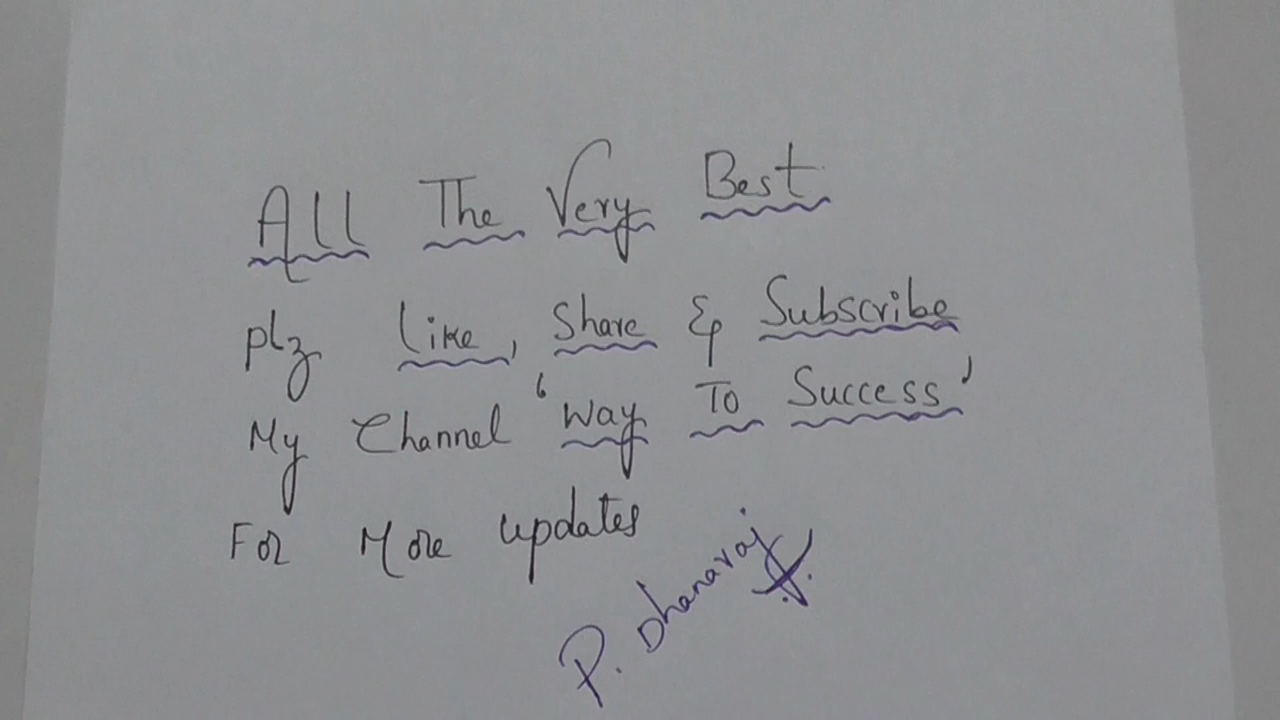 All The Very Best
plz like, Share & Subscribe
My Channel 'Way To Success'
For More updates
P. Dhanaraj